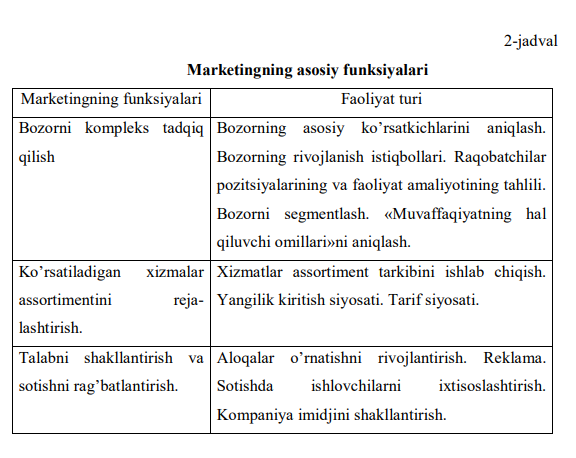 2-jadval
Marketingning asosiy funksiyalari
Marketingning funksiyalari
Faoliyat turi
Bozorni kompleks tadqiq
qilish
Bozorning asosiy ko’rsatkichlarini aniqlash.
Bozorning rivojlanish istiqbollari. Raqobatchilar
pozitsiyalarining va faoliyat amaliyotining tahlili.
Bozorni segmentlash. «Muvaffaqiyatning hal
qiluvchi omillari»ni aniqlash.
Ko’rsatiladigan xizmalar
assortimentini reja-
lashtirish.
Xizmatlar assortiment tarkibini ishlab chiqish.
Yangilik kiritish siyosati. Tarif siyosati.
Talabni shakllantirish va
sotishni rag’batlantirish.
Aloqalar o’rnatishni rivojlantirish. Reklama.
Sotishda ishlovchilarni ixtisoslashtirish.
Kompaniya imidjini shakllantirish.